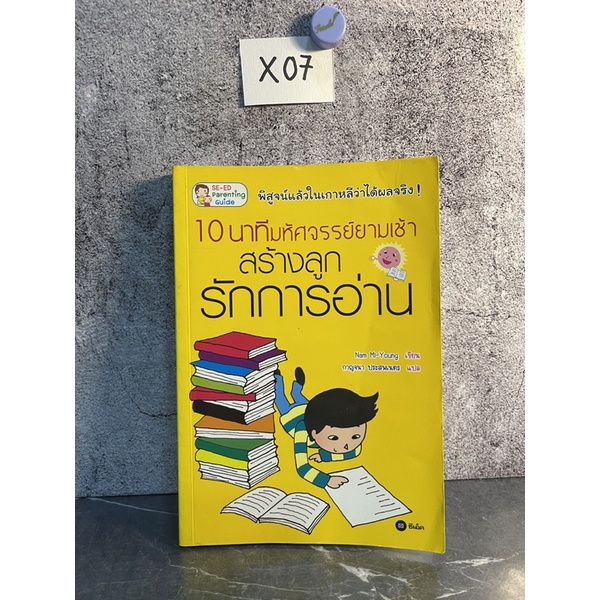 X07
SE-ED
Parenting
Guide
พิสูจน์แล้วในเกาหลีว่าได้ผลจริง!
10 นาทีมหัศจรรย์ยามเช้า
สร้างลูก
รักการอ่าน
Nam Mi-Young เขียน
กาญจนา ประสพเนตร แปล
SE ซีเอ็ด